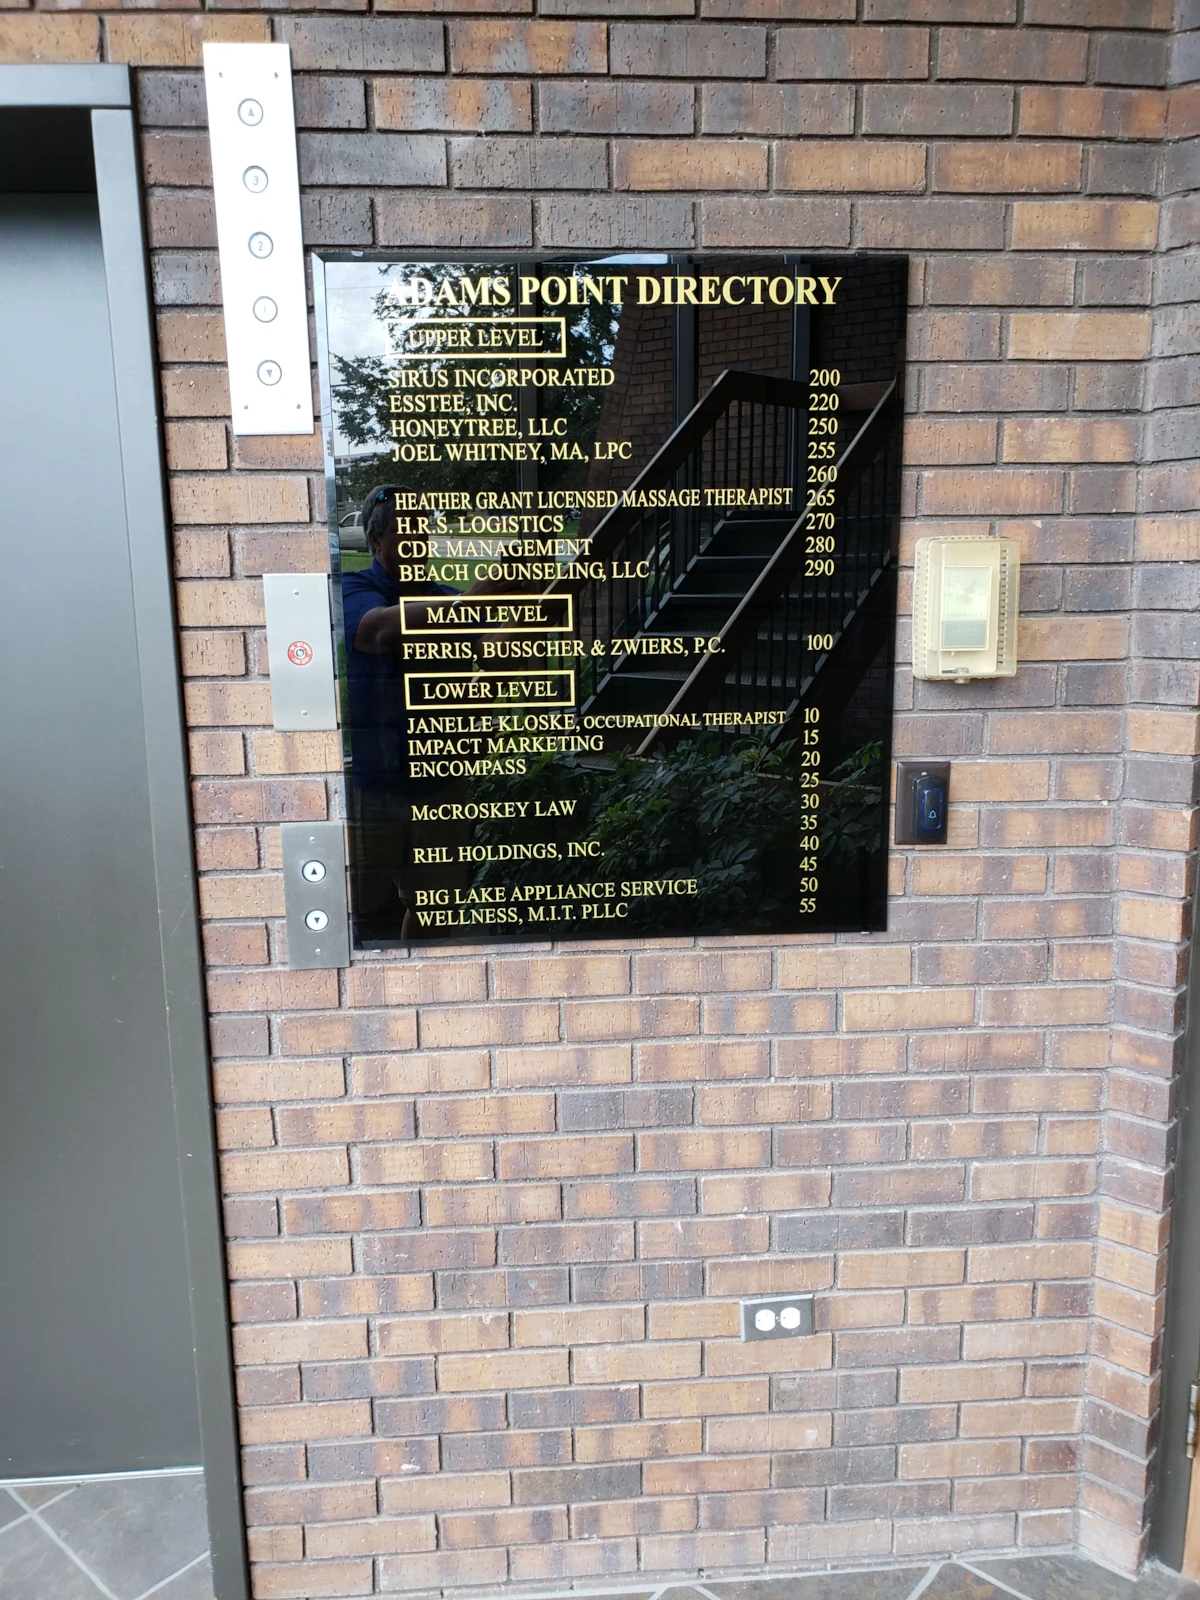 ADAMS POINT DIRECTORY
UPPER LEVEL
SIRUS INCORPORATED 200
ESSTEE, INC. 220
HONEYTREE, LLC 250
JOEL WHITNEY, MA, LPC 255
260
HEATHER GRANT LICENSED MASSAGE THERAPIST 265
H.R.S. LOGISTICS 270
CDR MANAGEMENT 280
BEACH COUNSELING, LLC 290
MAIN LEVEL
FERRIS, BUSSCHER & ZWIERS, P.C. 100
LOWER LEVEL
JANELLE KLOSKE, OCCUPATIONAL THERAPIST 10
IMPACT MARKETING 15
ENCOMPASS 20
25
McCROSKEY LAW 30
35
RHL HOLDINGS, INC. 40
45
BIG LAKE APPLIANCE SERVICE 50
WELLNESS, M.I.T. PLLC 55
3
2
1